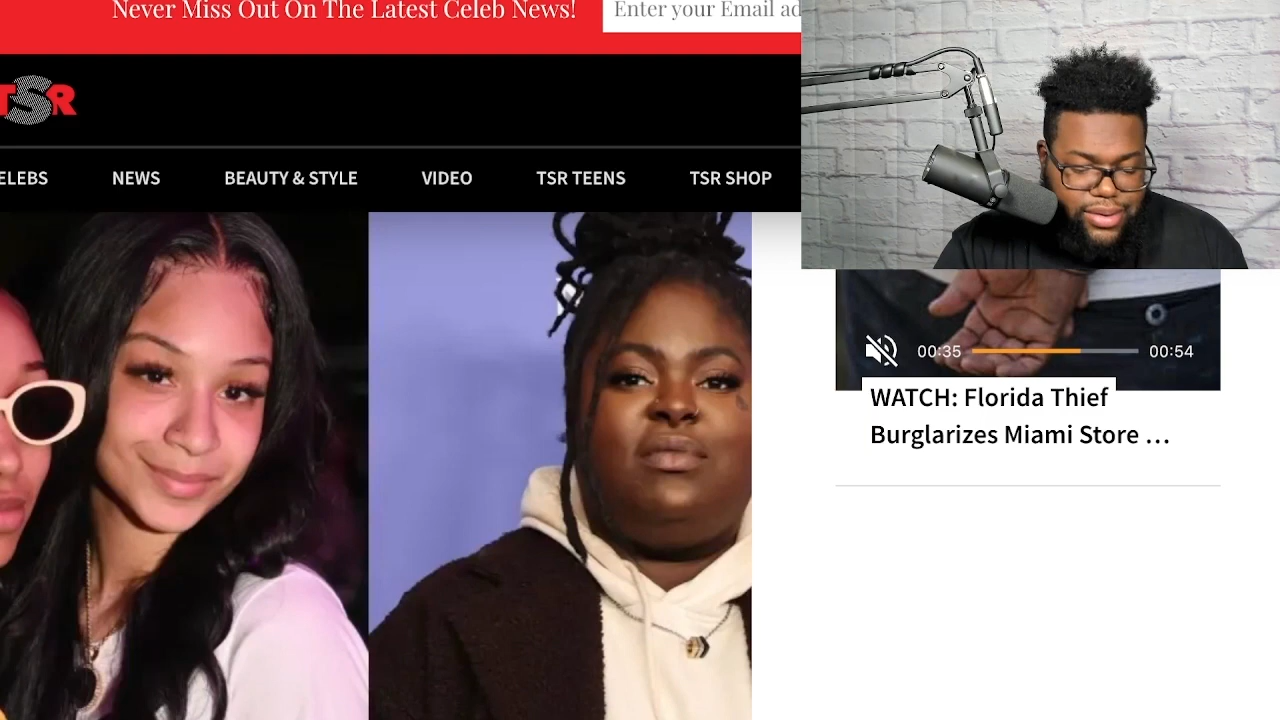 Never Miss Out On The Latest Celeb News!
Enter your Email ad
TSR
ELEBS
NEWS
BEAUTY & STYLE
VIDEO
TSR TEENS
TSR SHOP
00:35
00:54
WATCH: Florida Thief
Burglarizes Miami Store ...